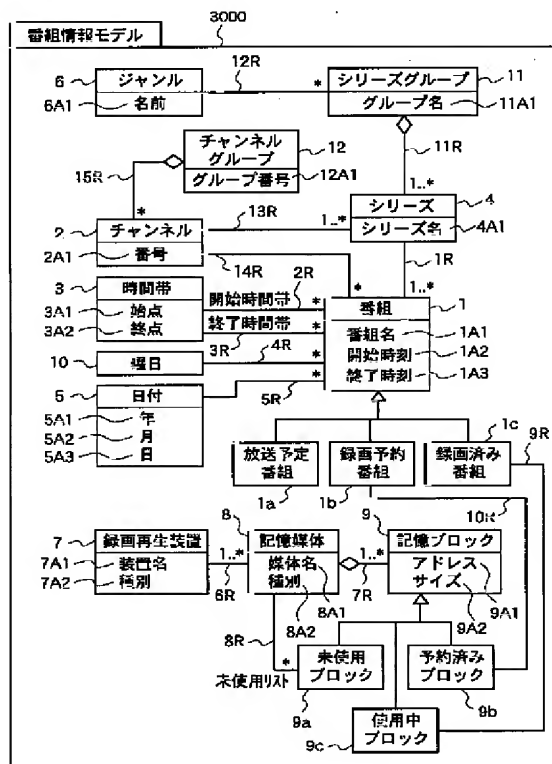 3000
番組情報モデル
6
ジャンル
6A1
名前
12R
*
シリーズグループ
11
グループ名
11A1
チャンネル
グループ
12
グループ番号
12A1
15R
11R
*
1..*
2
チャンネル
2A1
番号
13R
1..*
シリーズ
4
シリーズ名
4A1
14R
1R
3
時間帯
3A1
始点
3A2
終点
開始時間帯
2R
*
終了時間帯
*
3R
*
1..*
番組
1
番組名
1A1
開始時刻
1A2
終了時刻
1A3
10
曜日
4R
*
5
日付
5A1
年
5A2
月
5A3
日
*
5R
放送予定
番組
1a
録画予約
番組
1b
録画済み
番組
1c
9R
10R
7
録画再生装置
7A1
装置名
7A2
種別
1..*
6R
8
記憶媒体
媒体名
種別
8A1
8A2
1..*
7R
9
記憶ブロック
アドレス
サイズ
9A1
9A2
8R
*
未使用リスト
未使用
ブロック
9a
予約済み
ブロック
9b
使用中
ブロック
9c